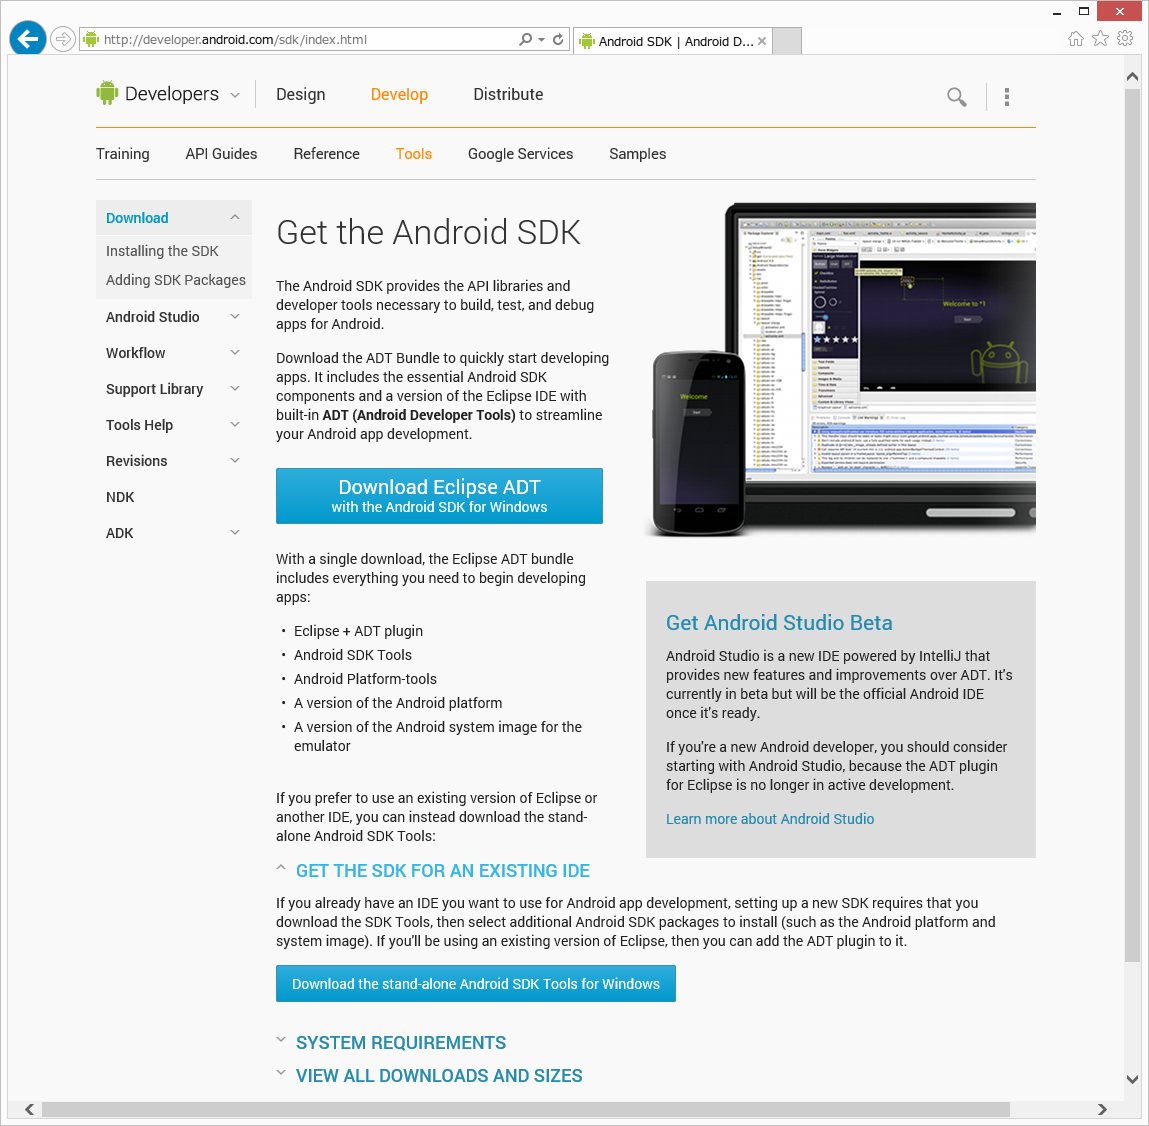 http://developer.android.com/sdk/index.html
Android SDK | Android D...
Developers
Design
Develop
Distribute
Training
API Guides
Reference
Tools
Google Services
Samples
Download
Installing the SDK
Adding SDK Packages
Android Studio
Workflow
Support Library
Tools Help
Revisions
NDK
ADK
Get the Android SDK
The Android SDK provides the API libraries and
developer tools necessary to build, test, and debug
apps for Android.
Download the ADT Bundle to quickly start developing
apps. It includes the essential Android SDK
components and a version of the Eclipse IDE with
built-in ADT (Android Developer Tools) to streamline
your Android app development.
Download Eclipse ADT
with the Android SDK for Windows
With a single download, the Eclipse ADT bundle
includes everything you need to begin developing
apps:
• Eclipse + ADT plugin
• Android SDK Tools
• Android Platform-tools
• A version of the Android platform
• A version of the Android system image for the
emulator
If you prefer to use an existing version of Eclipse or
another IDE, you can instead download the stand-
alone Android SDK Tools:
Welcome to *1
Start
Welcome
Start
Get Android Studio Beta
Android Studio is a new IDE powered by IntelliJ that
provides new features and improvements over ADT. It's
currently in beta but will be the official Android IDE
once it's ready.
If you're a new Android developer, you should consider
starting with Android Studio, because the ADT plugin
for Eclipse is no longer in active development.
Learn more about Android Studio
GET THE SDK FOR AN EXISTING IDE
If you already have an IDE you want to use for Android app development, setting up a new SDK requires that you
download the SDK Tools, then select additional Android SDK packages to install (such as the Android platform and
system image). If you'll be using an existing version of Eclipse, then you can add the ADT plugin to it.
Download the stand-alone Android SDK Tools for Windows
SYSTEM REQUIREMENTS
VIEW ALL DOWNLOADS AND SIZES